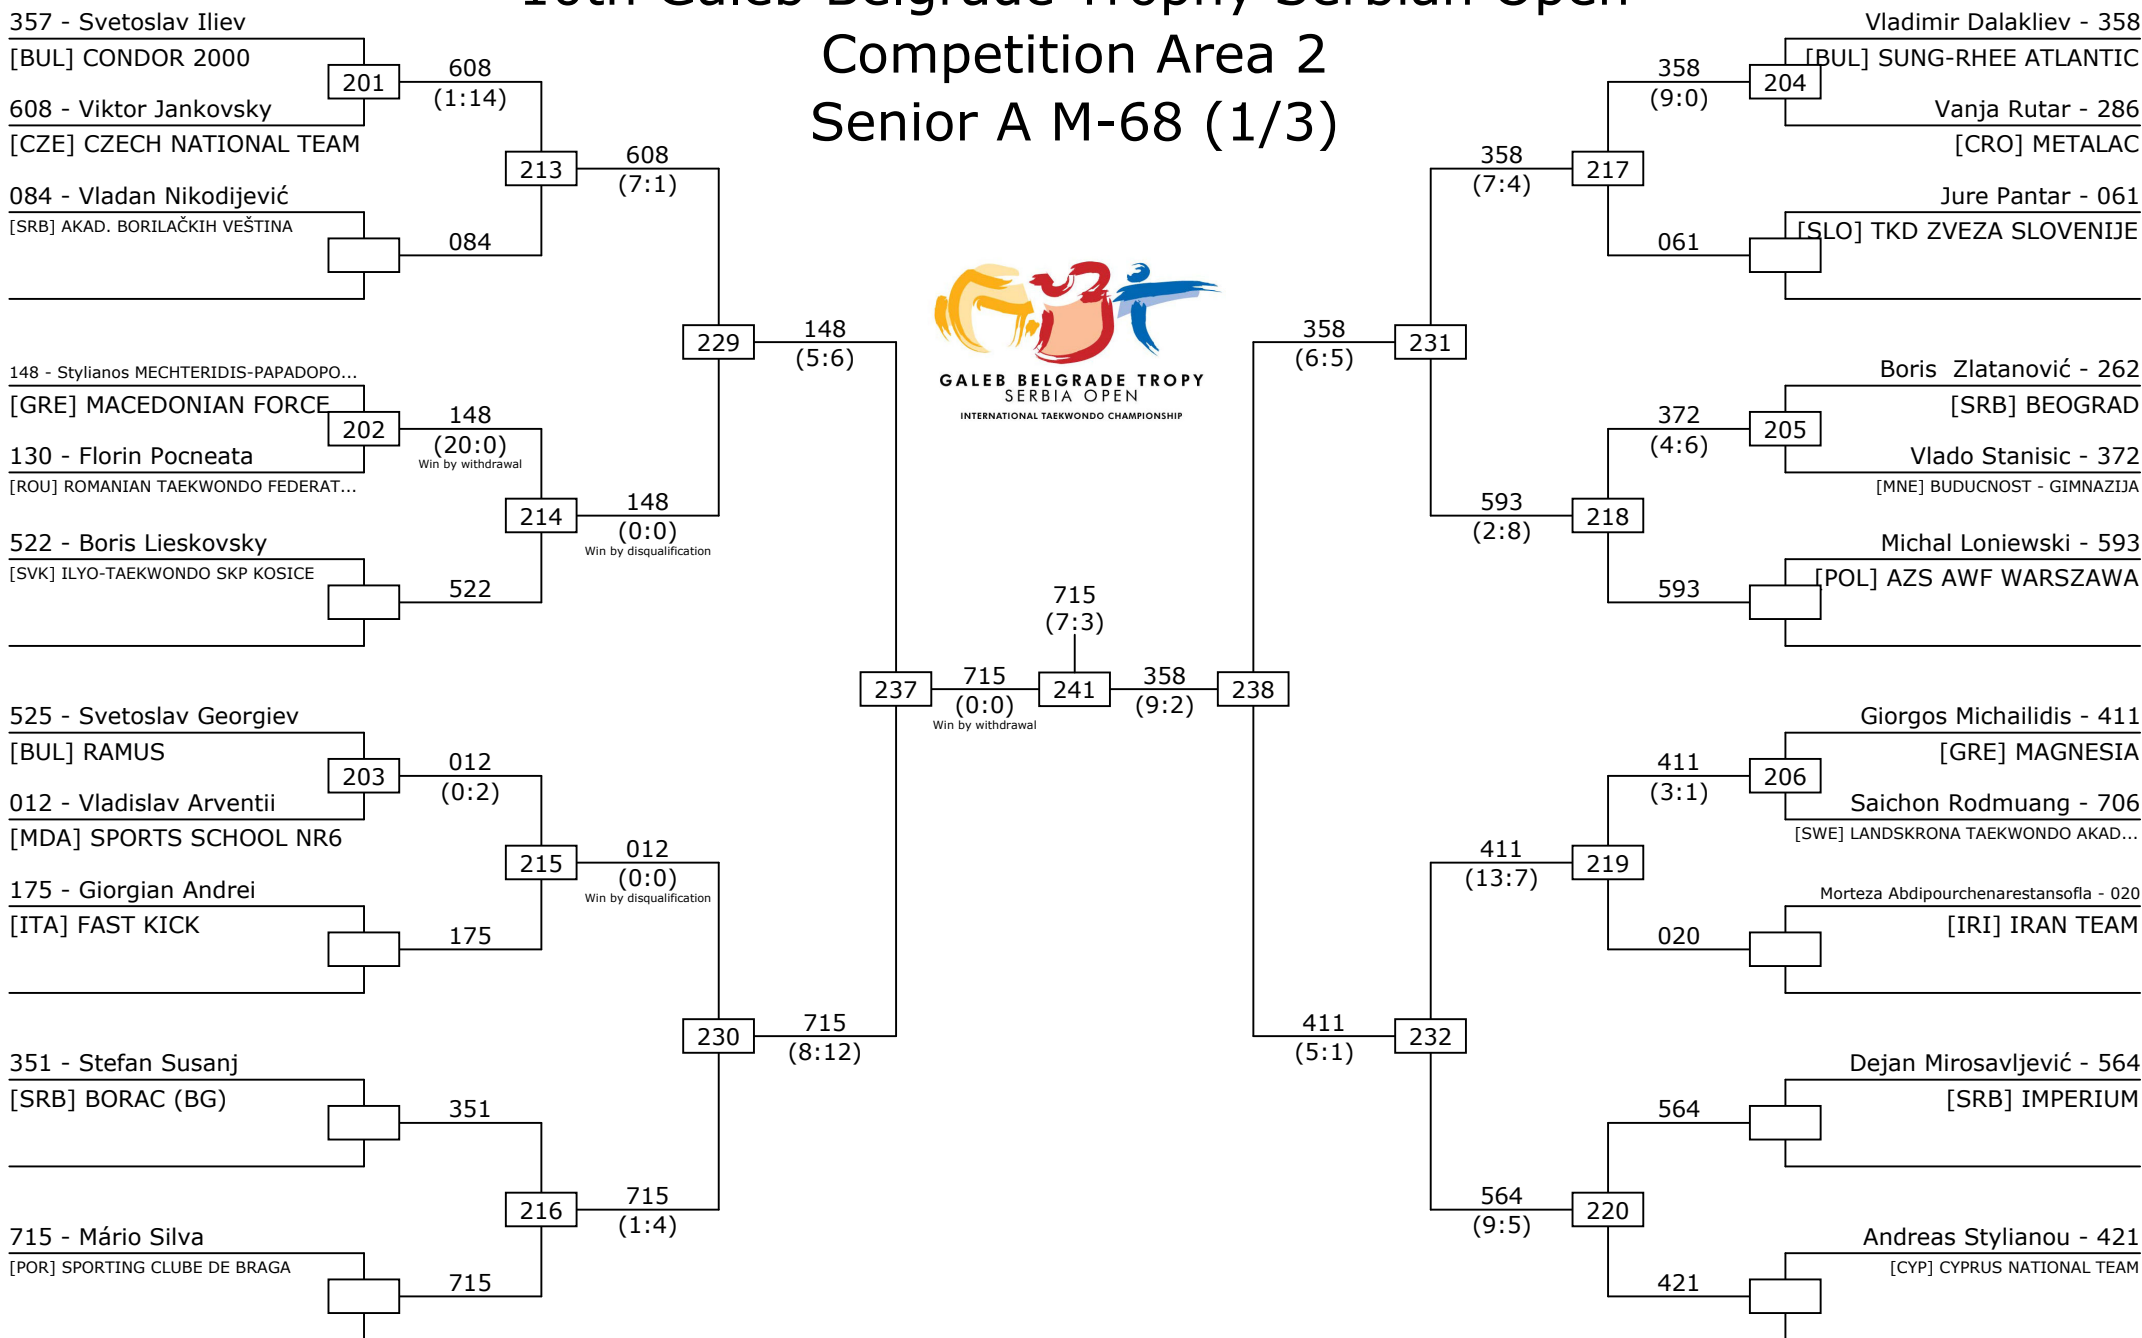 16th Galeb Belgrade Trophy Serbian Open
Competition Area 2
Senior A M-68 (1/3)
357 - Svetoslav Iliev
[BUL] CONDOR 2000
201
608
(1:14)
608 - Viktor Jankovsky
[CZE] CZECH NATIONAL TEAM
213
608
(7:1)
084 - Vladan Nikodijević
[SRB] AKAD. BORILAČKIH VEŠTINA
084
229
148
(5:6)
148 - Stylianos MECHTERIDIS-PAPADOPO...
[GRE] MACEDONIAN FORCE
202
148
(20:0)
Win by withdrawal
130 - Florin Pocneata
[ROU] ROMANIAN TAEKWONDO FEDERAT...
214
148
(0:0)
Win by disqualification
522 - Boris Lieskovsky
[SVK] ILYO-TAEKWONDO SKP KOSICE
522
237
715
(0:0)
Win by withdrawal
525 - Svetoslav Georgiev
[BUL] RAMUS
203
012
(0:2)
012 - Vladislav Arventii
[MDA] SPORTS SCHOOL NR6
215
012
(0:0)
Win by disqualification
175 - Giorgian Andrei
[ITA] FAST KICK
175
230
715
(8:12)
351 - Stefan Susanj
[SRB] BORAC (BG)
351
216
715
(1:4)
715 - Mário Silva
[POR] SPORTING CLUBE DE BRAGA
715
GALEB BELGRADE TROPY
SERBIA OPEN
INTERNATIONAL TAEKWONDO CHAMPIONSHIP
715
(7:3)
241
358
(9:2)
238
Vladimir Dalakliev - 358
[BUL] SUNG-RHEE ATLANTIC
358
(9:0)
204
Vanja Rutar - 286
[CRO] METALAC
358
(7:4)
217
Jure Pantar - 061
[SLO] TKD ZVEZA SLOVENIJE
061
358
(6:5)
231
Boris  Zlatanović - 262
[SRB] BEOGRAD
372
(4:6)
205
Vlado Stanisic - 372
[MNE] BUDUCNOST - GIMNAZIJA
593
(2:8)
218
Michal Loniewski - 593
[POL] AZS AWF WARSZAWA
593
Giorgos Michailidis - 411
[GRE] MAGNESIA
411
(3:1)
206
Saichon Rodmuang - 706
[SWE] LANDSKRONA TAEKWONDO AKAD...
411
(13:7)
219
Morteza Abdipourchenarestansofla - 020
[IRI] IRAN TEAM
020
411
(5:1)
232
Dejan Mirosavljević - 564
[SRB] IMPERIUM
564
564
(9:5)
220
Andreas Stylianou - 421
[CYP] CYPRUS NATIONAL TEAM
421